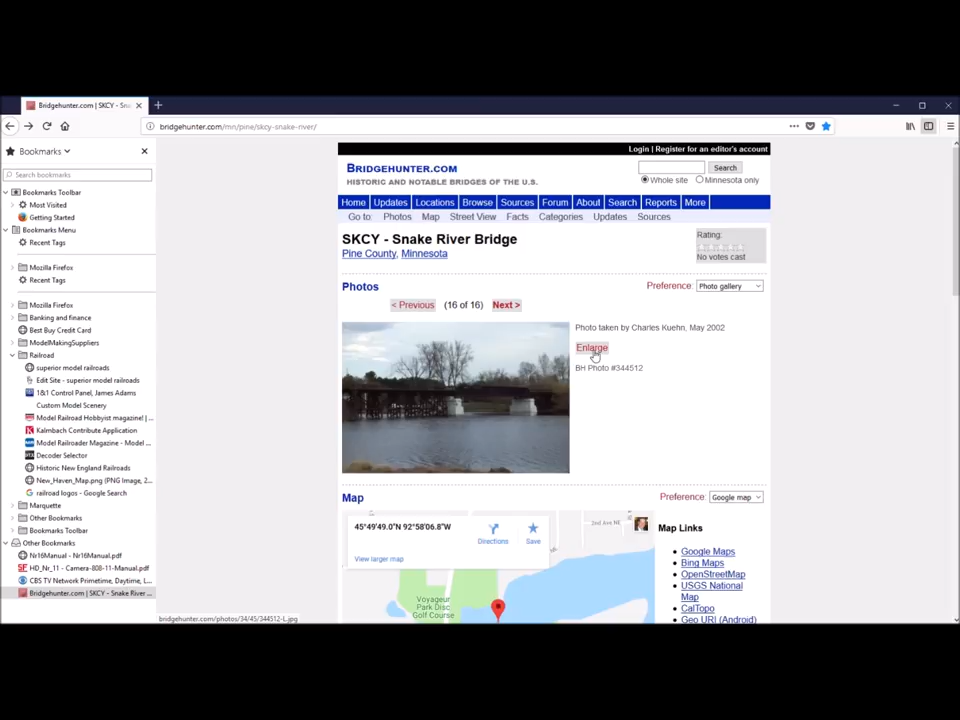 Bridgehunter.com | SKCY - Sna
bridgehunter.com/mn/pine/skcy-snake-river/
Bookmarks
Search bookmarks
Bookmarks Toolbar
Most Visited
Getting Started
Bookmarks Menu
Recent Tags
Mozilla Firefox
Recent Tags
Mozilla Firefox
Banking and finance
Best Buy Credit Card
ModelMakingSuppliers
Railroad
superior model railroads
Edit Site - superior model railroads
1&1 Control Panel, James Adams
Custom Model Scenery
Model Railroad Hobbyist magazine! | ...
Kalmbach Contribute Application
Model Railroader Magazine - Model ...
Decoder Selector
Historic New England Railroads
New_Haven_Map.png (PNG Image, 2...
railroad logos - Google Search
Marquette
Other Bookmarks
Bookmarks Toolbar
Other Bookmarks
Nr16Manual - Nr16Manual.pdf
HD_Nr_11 - Camera-808-11-Manual.pdf
CBS TV Network Primetime, Daytime, L...
Bridgehunter.com | SKCY - Snake River ...
Login | Register for an editor's account
BRIDGEHUNTER.COM
HISTORIC AND NOTABLE BRIDGES OF THE U.S.
Search
Whole site Minnesota only
Home Updates Locations Browse Sources Forum About Search Reports More
Go to: Photos Map Street View Facts Categories Updates Sources
SKCY - Snake River Bridge
Pine County, Minnesota
Rating:
No votes cast
Photos
Preference: Photo gallery
< Previous (16 of 16) Next >
Photo taken by Charles Kuehn, May 2002
Enlarge
BH Photo #344512
Map
Preference: Google map
45°49'49.0"N 92°58'06.8"W
Directions
Save
View larger map
2nd Ave NE
Voyageur
Park Disc
Golf Course
Map Links
Google Maps
Bing Maps
OpenStreetMap
USGS National
Map
CalTopo
Geo URI (Android)
bridgehunter.com/photos/34/45/344512-L.jpg